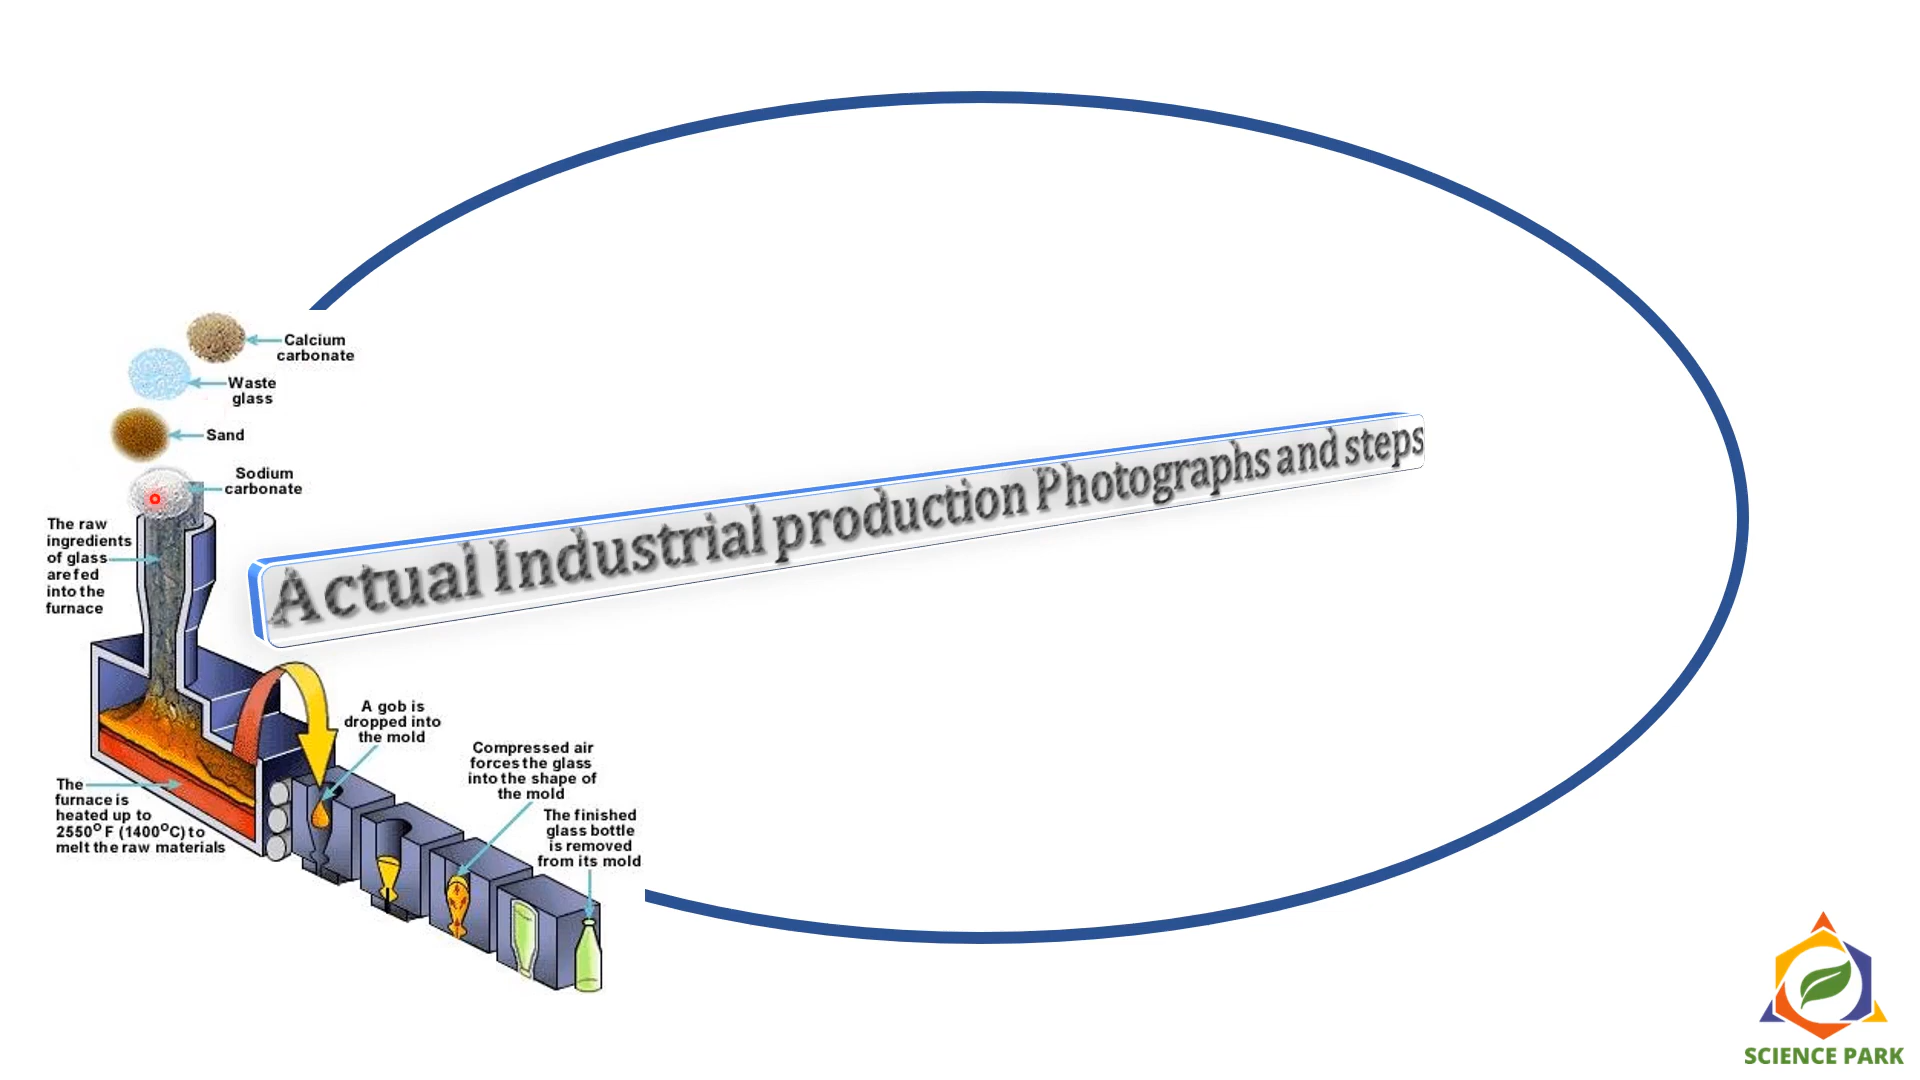 Calcium
carbonate
Waste
glass
Sand
Sodium
carbonate
The raw
ingredients
of glass
are fed
into the
furnace
Actual Industrial production Photographs and steps
A gob is
dropped into
the mold
Compressed air
forces the glass
into the shape of
the mold
The
furnace is
heated up to
2550° F (1400°C) to
melt the raw materials
The finished
glass bottle
is removed
from its mold
SCIENCE PARK